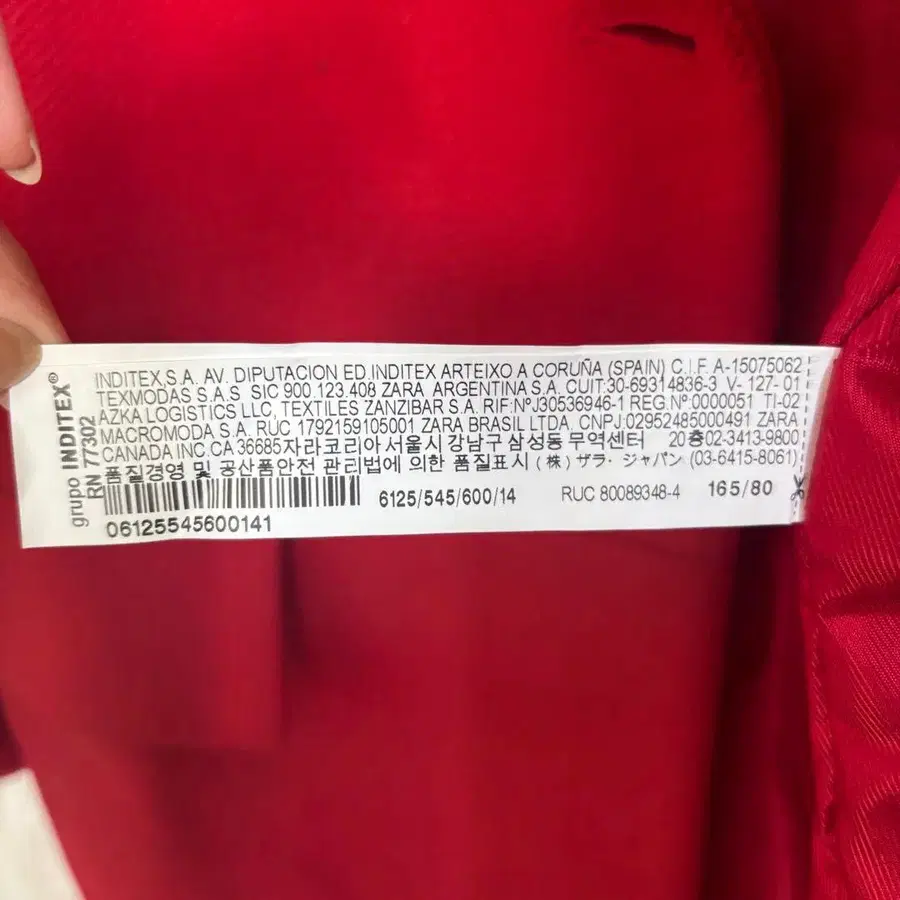 grupo INDITEX®
RN 77302
INDITEX,S.A. AV. DIPUTACION ED.INDITEX ARTEIXO A CORUÑA (SPAIN) C.I.F. A-15075062
TEXMODAS S.A.S SIC 900.123.408 ZARA ARGENTINA S.A. CUIT:30-69314836-3 V- 127- 01
AZKA LOGISTICS LLC, TEXTILES ZANZIBAR S.A. RIF:NºJ30536946-1 REG.Nº:0000051 TI-02
MACROMODA S.A. RUC 1792159105001 ZARA BRASIL LTDA. CNPJ:02952485000491 ZARA
CANADA INC.CA 36685자라코리아 서울시 강남구 삼성동 무역센터 20층02-3413-9800
품질경영 및 공산품안전 관리법에 의한 품질표시 (株) ザラ・ジャパン (03-6415-8061)
6125/545/600/14 RUC 80089348-4 165/80
06125545600141